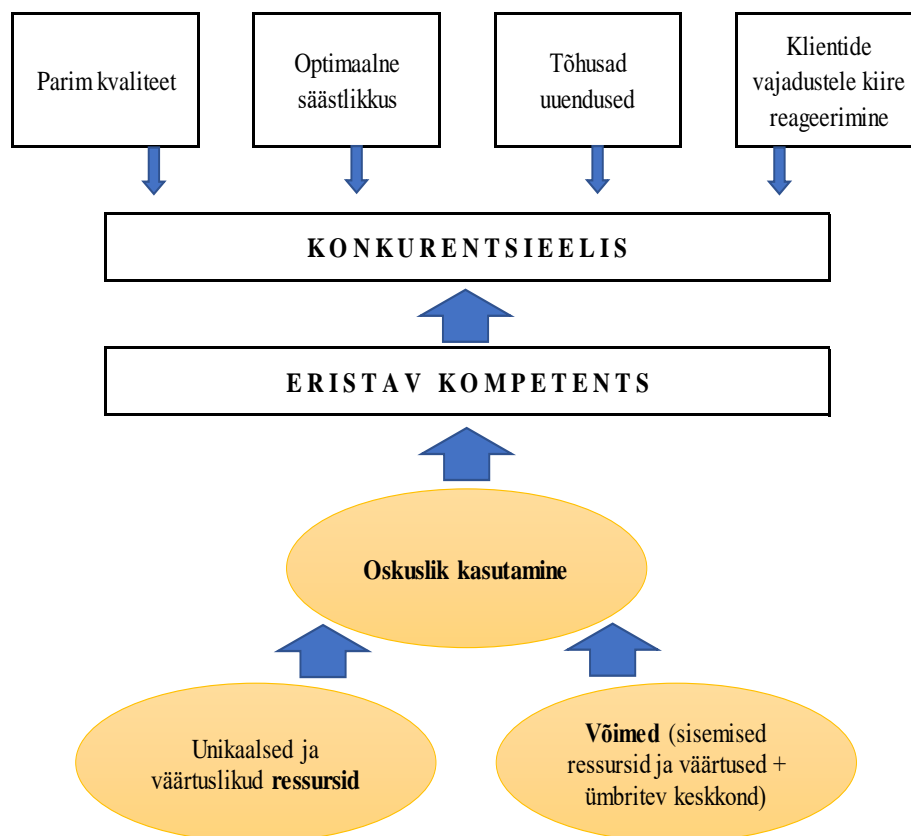 Parim kvaliteet
Optimaalne
säästlikkus
Tõhusad
uuendused
Klientide
vajadustele kiire
reageerimine
KONKURENTSIEELIS
ERISTAV KOMPETENTS
Oskuslik kasutamine
Unikaalsed ja
väärtuslikud ressursid
Võimed (sisemised
ressursid ja väärtused +
ümbritev keskkond)